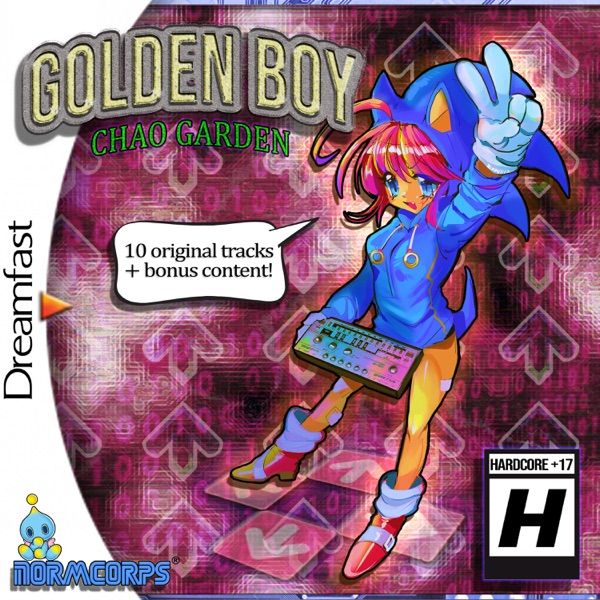 GOLDEN BOY
CHAO GARDEN
10 original tracks
+ bonus content!
Dreamfast
HARDCORE +17
H
NORMCORPS®